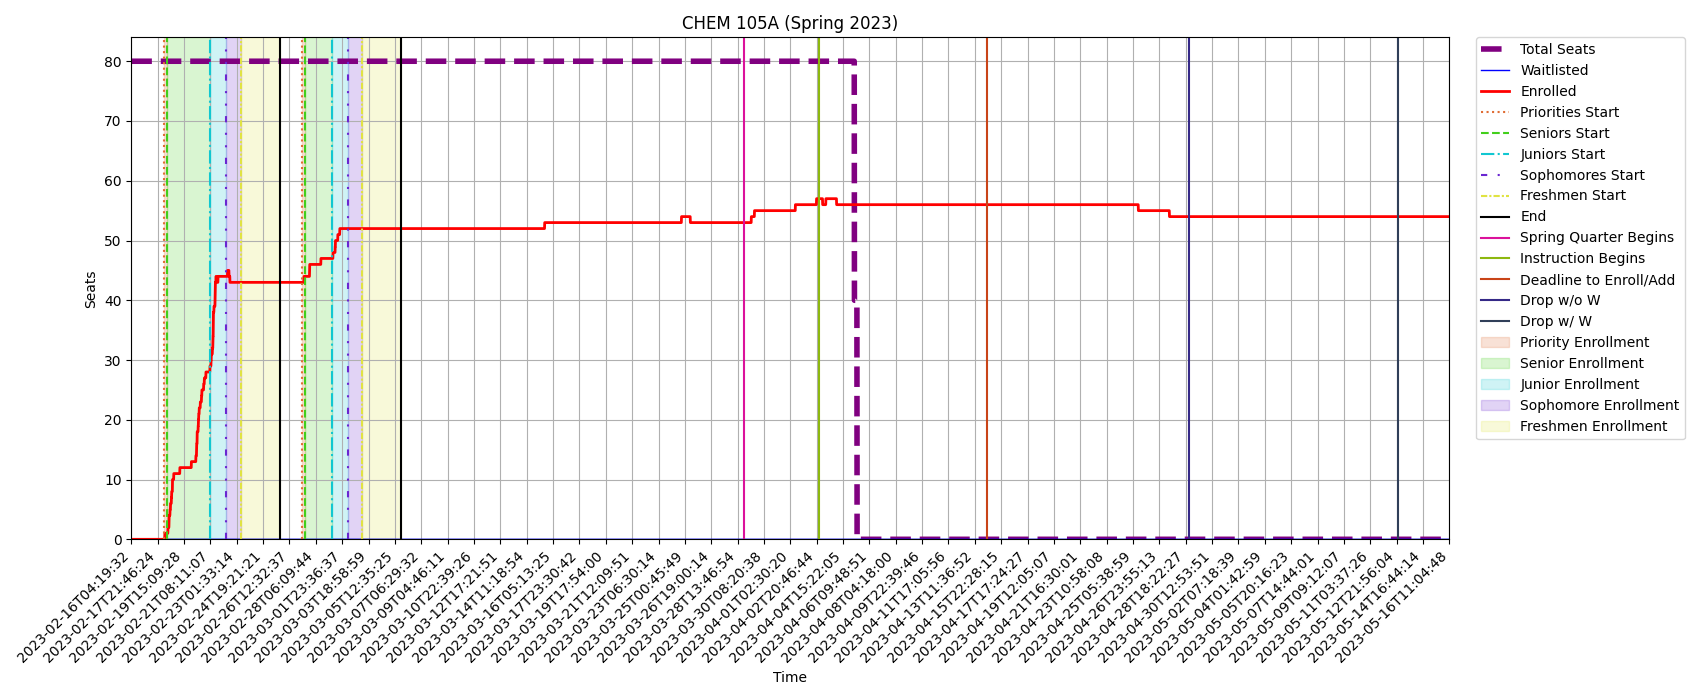 CHEM 105A (Spring 2023)
Seats
80
70
60
50
40
30
20
10
0
2023-02-16T04:19:32
2023-02-17T21:46:24
2023-02-19T15:09:28
2023-02-21T08:11:07
2023-02-23T01:33:14
2023-02-24T19:21:21
2023-02-26T12:32:37
2023-02-28T06:09:44
2023-03-01T23:36:37
2023-03-03T18:58:59
2023-03-05T12:35:25
2023-03-07T06:29:32
2023-03-09T04:46:11
2023-03-10T22:39:26
2023-03-12T17:21:51
2023-03-14T11:18:54
2023-03-16T05:13:25
2023-03-17T23:30:42
2023-03-19T17:54:00
2023-03-21T12:09:51
2023-03-23T06:30:14
2023-03-25T00:45:49
2023-03-26T19:00:14
2023-03-28T13:46:54
2023-03-30T08:20:38
2023-04-01T02:30:20
2023-04-02T20:46:44
2023-04-04T15:22:05
2023-04-06T09:48:51
2023-04-08T04:18:00
2023-04-09T22:39:46
2023-04-11T17:05:56
2023-04-13T11:36:52
2023-04-15T22:28:15
2023-04-17T17:24:27
2023-04-19T12:05:07
2023-04-21T16:30:01
2023-04-23T10:58:08
2023-04-25T05:38:59
2023-04-26T23:55:13
2023-04-28T18:22:27
2023-04-30T12:53:51
2023-05-02T07:18:39
2023-05-04T01:42:59
2023-05-05T20:16:23
2023-05-07T14:44:01
2023-05-09T09:12:07
2023-05-11T03:37:26
2023-05-12T21:56:04
2023-05-14T16:44:14
2023-05-16T11:04:48
Time
Total Seats
Waitlisted
Enrolled
Priorities Start
Seniors Start
Juniors Start
Sophomores Start
Freshmen Start
End
Spring Quarter Begins
Instruction Begins
Deadline to Enroll/Add
Drop w/o W
Drop w/ W
Priority Enrollment
Senior Enrollment
Junior Enrollment
Sophomore Enrollment
Freshmen Enrollment